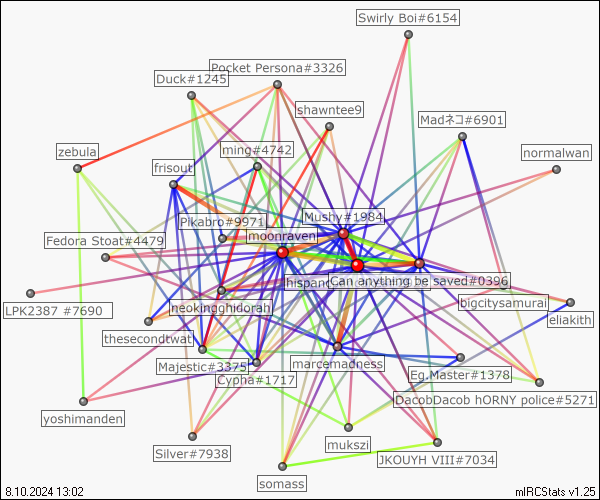 Swirly Boi#6154
Pocket Persona#3326
Duck#1245
shawntee9
Madネコ#6901
ming#4742
zebula
normalwan
frisout
Mushy#1984
Pikabro#9971
moonraven
Fedora Stoat#4479
hispand
Can anything be saved#0396
bigcitysamurai
LPK2387 #7690
neokingghidorah
eliakith
thesecondtwat
Majestic#3375
marcemadness
Eg.Master#1378
Cypha#1717
DacobDacob hORNY police#5271
yoshimanden
mukszi
Silver#7938
JKOUYH VIII#7034
somass
8.10.2024 13:02
mIRCStats v1.25